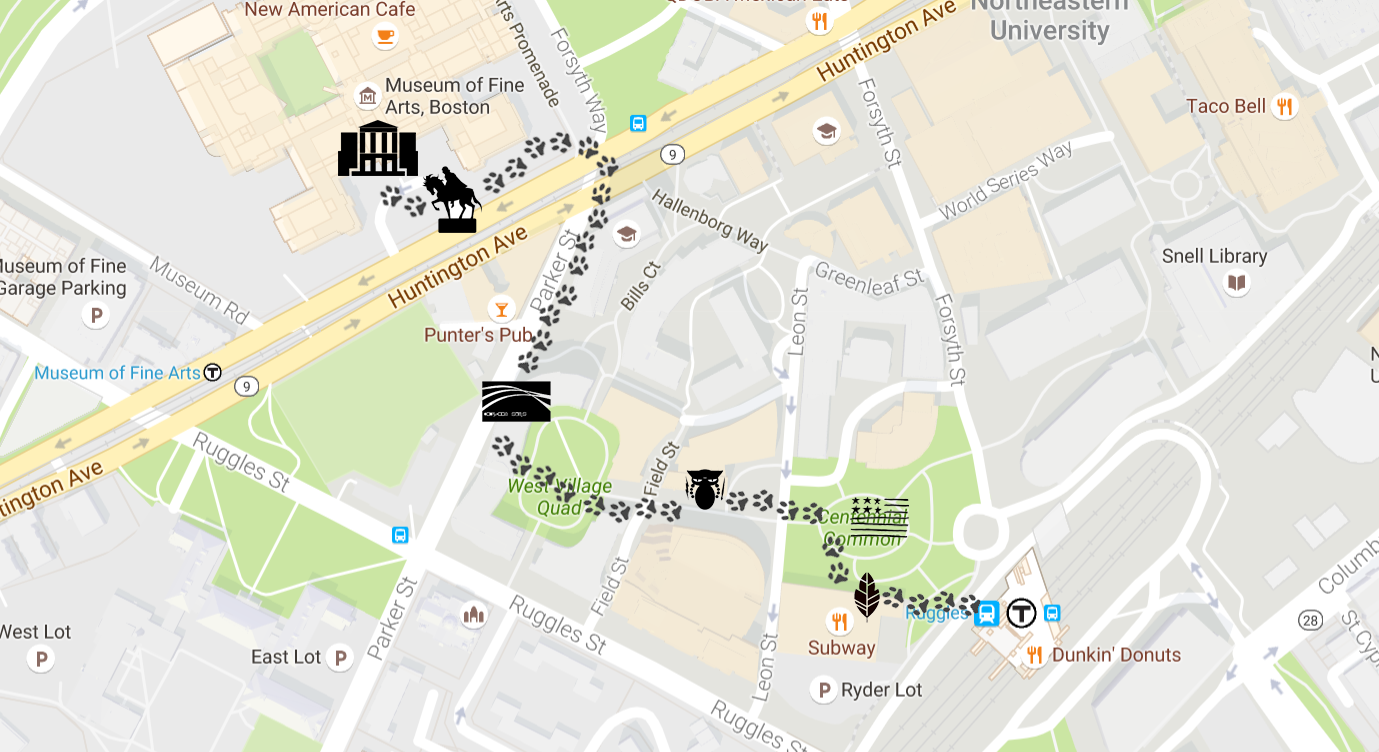 New American Cafe
QDOBA Mexican Eats
Northeastern
University
Huntington Ave
Arts Promenade
Forsyth Way
Museum of Fine
Arts, Boston
Taco Bell
Forsyth St
9
World Series Way
Hallenborg Way
Huntington Ave
Parker St
Museum of Fine
Garage Parking
P
Museum Rd
Bills Ct
Greenleaf St
Snell Library
Leon St
Forsyth St
Punter's Pub
Museum of Fine Arts
T
9
Ruggles St
Huntington Ave
Field St
West Village
Quad
Centennial
Common
Field St
Parker St
Ruggles St
Ruggles
T
Columb
28
St Cyp
West Lot
P
East Lot
P
Subway
Dunkin' Donuts
Leon St
P
Ryder Lot
Ruggles St